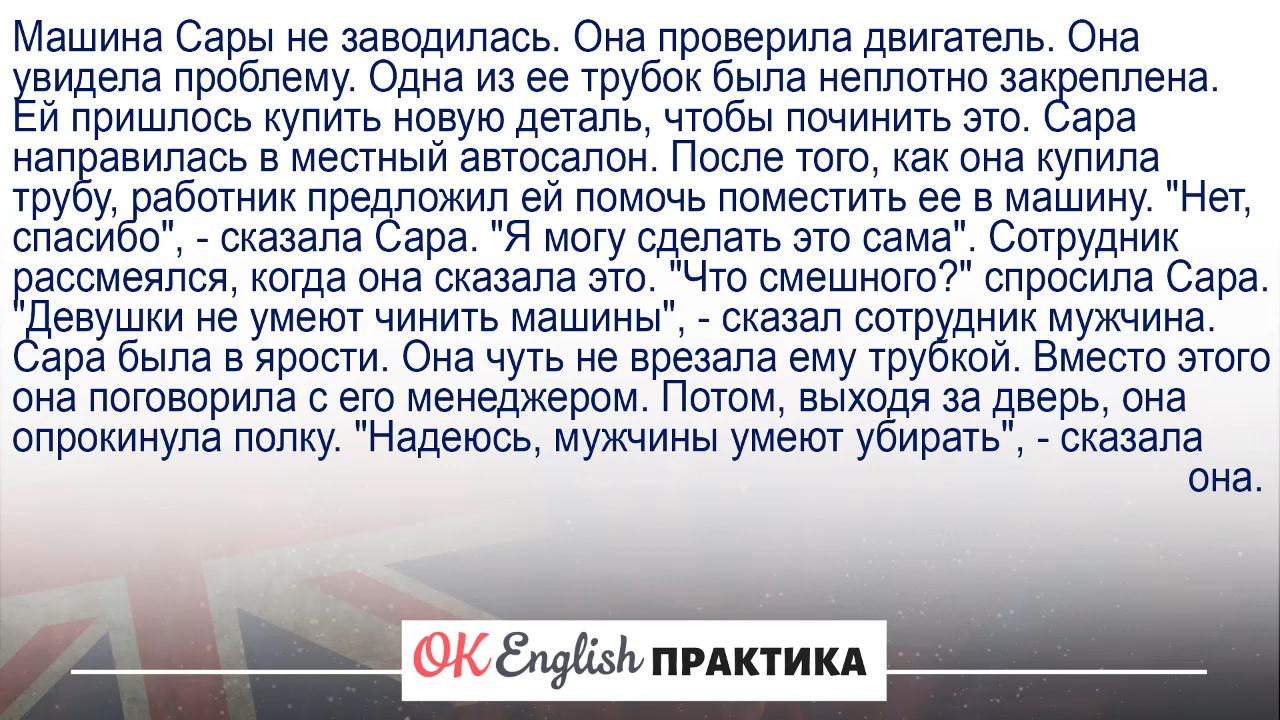 Машина Сары не заводилась. Она проверила двигатель. Она
увидела проблему. Одна из ее трубок была неплотно закреплена.
Ей пришлось купить новую деталь, чтобы починить это. Сара
направилась в местный автосалон. После того, как она купила
трубу, работник предложил ей помочь поместить ее в машину. "Нет,
спасибо", - сказала Сара. "Я могу сделать это сама". Сотрудник
рассмеялся, когда она сказала это. "Что смешного?" спросила Сара.
"Девушки не умеют чинить машины", - сказал сотрудник мужчина.
Сара была в ярости. Она чуть не врезала ему трубкой. Вместо этого
она поговорила с его менеджером. Потом, выходя за дверь, она
опрокинула полку. "Надеюсь, мужчины умеют убирать", - сказала
она.
OK English ПРАКТИКА